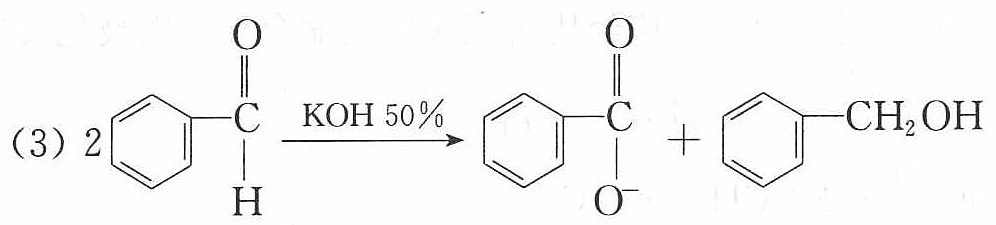 O O
(3) 2 C KOH 50% C + CH₂OH
H O⁻